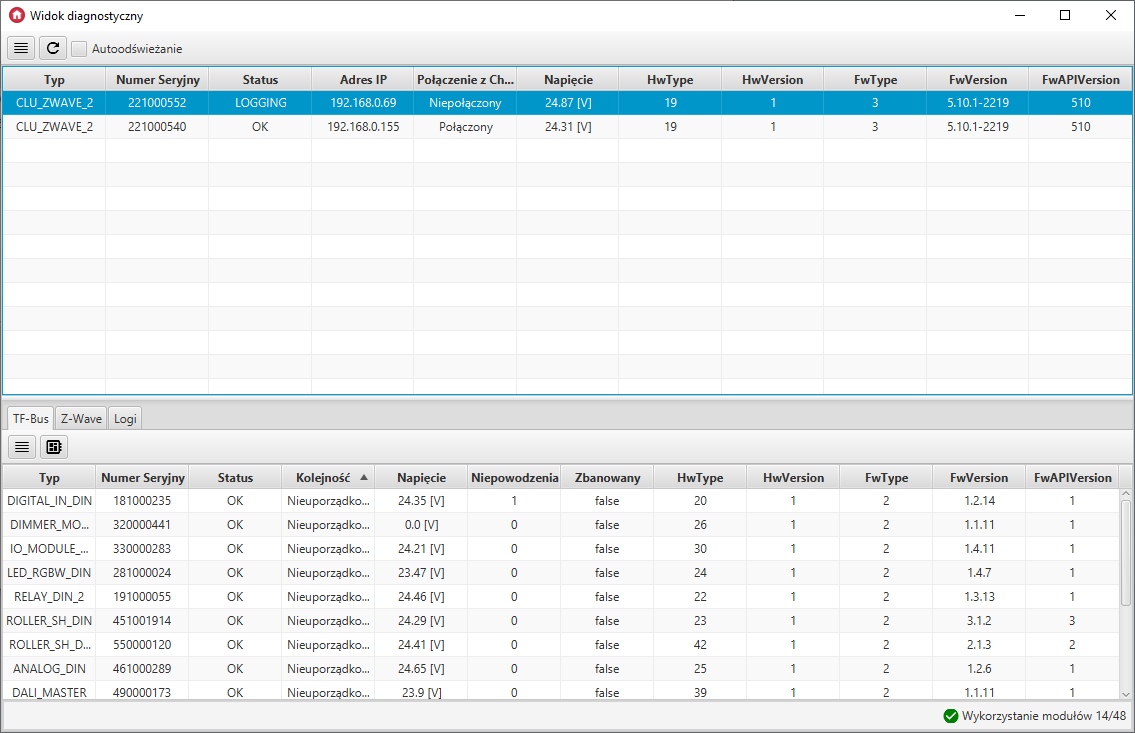 Widok diagnostyczny
Autoodświeżanie
Typ Numer Seryjny Status Adres IP Połączenie z Ch... Napięcie HwType HwVersion FwType FwVersion FwAPIVersion
CLU_ZWAVE_2 221000552 LOGGING 192.168.0.69 Niepołączony 24.87 [V] 19 1 3 5.10.1-2219 510
CLU_ZWAVE_2 221000540 OK 192.168.0.155 Połączony 24.31 [V] 19 1 3 5.10.1-2219 510
TF-Bus Z-Wave Logi
Typ Numer Seryjny Status Kolejność Napięcie Niepowodzenia Zbanowany HwType HwVersion FwType FwVersion FwAPIVersion
DIGITAL_IN_DIN 181000235 OK Nieuporządko... 24.35 [V] 1 false 20 1 2 1.2.14 1
DIMMER_MO... 320000441 OK Nieuporządko... 0.0 [V] 0 false 26 1 2 1.1.11 1
IO_MODULE_... 330000283 OK Nieuporządko... 24.21 [V] 0 false 30 1 2 1.4.11 1
LED_RGBW_DIN 281000024 OK Nieuporządko... 23.47 [V] 0 false 24 1 2 1.4.7 1
RELAY_DIN_2 191000055 OK Nieuporządko... 24.46 [V] 0 false 22 1 2 1.3.13 1
ROLLER_SH_DIN 451001914 OK Nieuporządko... 24.29 [V] 0 false 23 1 2 3.1.2 3
ROLLER_SH_D... 550000120 OK Nieuporządko... 24.41 [V] 0 false 42 1 2 2.1.3 2
ANALOG_DIN 461000289 OK Nieuporządko... 24.65 [V] 0 false 25 1 2 1.2.6 1
DALI_MASTER 490000173 OK Nieuporządko... 23.9 [V] 0 false 39 1 2 1.1.11 1
Wykorzystanie modułów 14/48